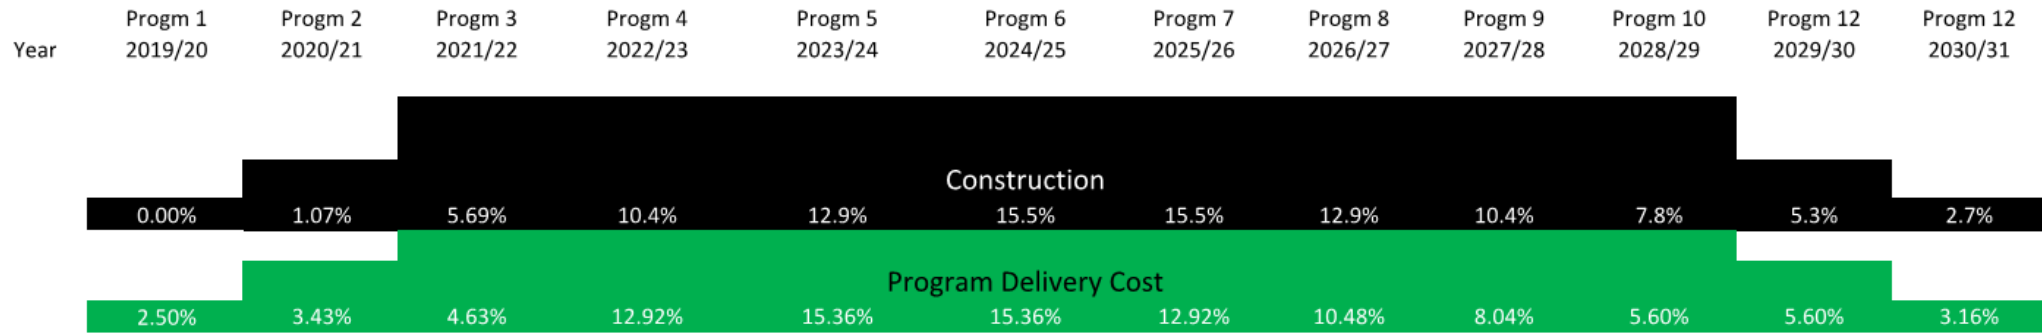 Progm 1 Progm 2 Progm 3 Progm 4 Progm 5 Progm 6 Progm 7 Progm 8 Progm 9 Progm 10 Progm 12 Progm 12
Year 2019/20 2020/21 2021/22 2022/23 2023/24 2024/25 2025/26 2026/27 2027/28 2028/29 2029/30 2030/31
Construction
0.00% 1.07% 5.69% 10.4% 12.9% 15.5% 15.5% 12.9% 10.4% 7.8% 5.3% 2.7%
Program Delivery Cost
2.50% 3.43% 4.63% 12.92% 15.36% 15.36% 12.92% 10.48% 8.04% 5.60% 5.60% 3.16%